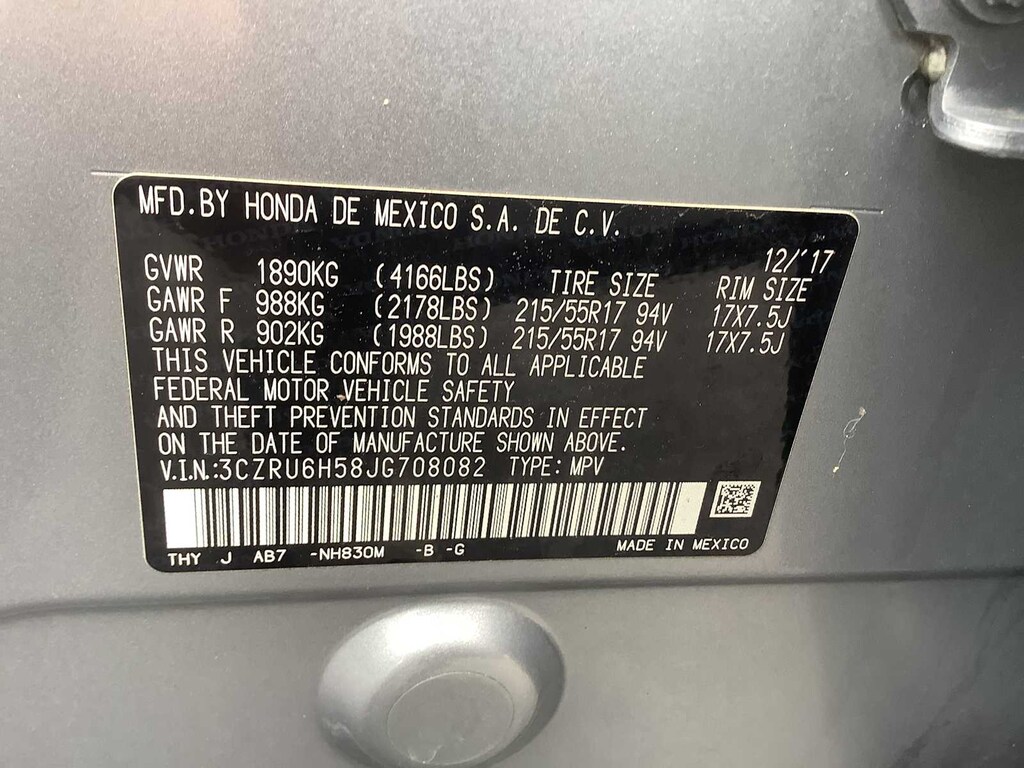 MFD.BY HONDA DE MEXICO S.A. DE C.V.
12/'17
GVWR 1890KG (4166LBS) TIRE SIZE RIM SIZE
GAWR F 988KG (2178LBS) 215/55R17 94V 17X7.5J
GAWR R 902KG (1988LBS) 215/55R17 94V 17X7.5J
THIS VEHICLE CONFORMS TO ALL APPLICABLE
FEDERAL MOTOR VEHICLE SAFETY
AND THEFT PREVENTION STANDARDS IN EFFECT
ON THE DATE OF MANUFACTURE SHOWN ABOVE.
V.I.N.:3CZRU6H58JG708082 TYPE: MPV
THY J AB7 -NH830M -B -G MADE IN MEXICO